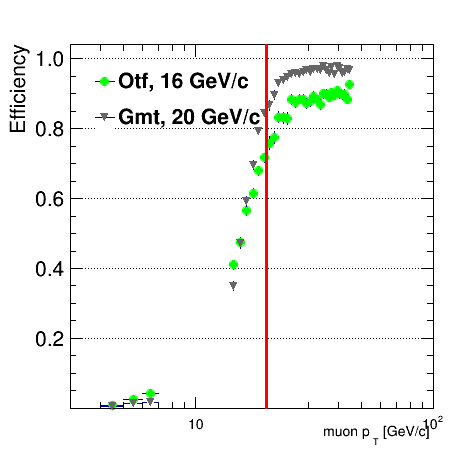 Efficiency
1.0
0.8
0.6
0.4
0.2
Otf, 16 GeV/c
Gmt, 20 GeV/c
10
10²
muon p_T [GeV/c]